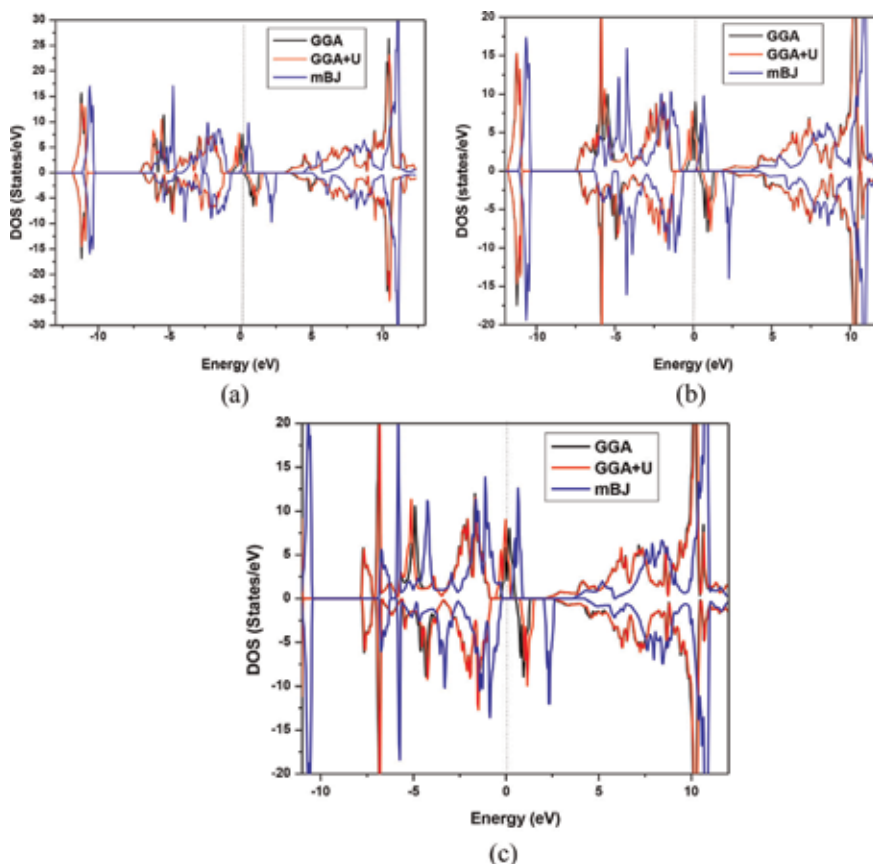 30
25
20
15
10
5
0
-5
-10
-15
-20
-25
-30
DOS (States/eV)
GGA
GGA+U
mBJ
-10 -5 0 5 10
Energy (eV)
(a)
20
15
10
5
0
-5
-10
-15
-20
DOS (states/eV)
GGA
GGA+U
mBJ
-10 -5 0 5 10
Energy (eV)
(b)
20
15
10
5
0
-5
-10
-15
-20
DOS (States/eV)
GGA
GGA+U
mBJ
-10 -5 0 5 10
Energy (eV)
(c)